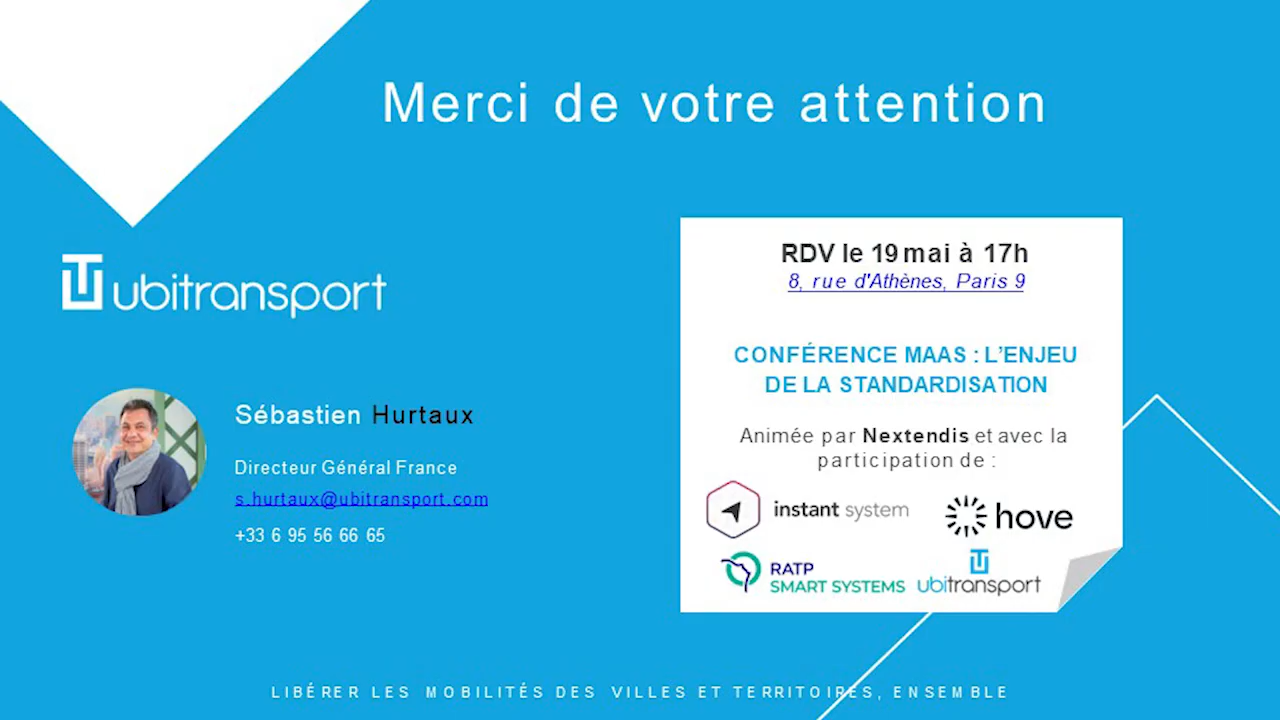 Merci de votre attention
ubitransport
Sébastien Hurtaux
Directeur Général France
s.hurtaux@ubitransport.com
+33 6 95 56 66 65
RDV le 19 mai à 17h
8, rue d'Athènes, Paris 9
CONFÉRENCE MAAS : L’ENJEU
DE LA STANDARDISATION
Animée par Nextendis et avec la
participation de :
instant system
hove
RATP
SMART SYSTEMS
ubitransport
LIBÉRER LES MOBILITÉS DES VILLES ET TERRITOIRES, ENSEMBLE